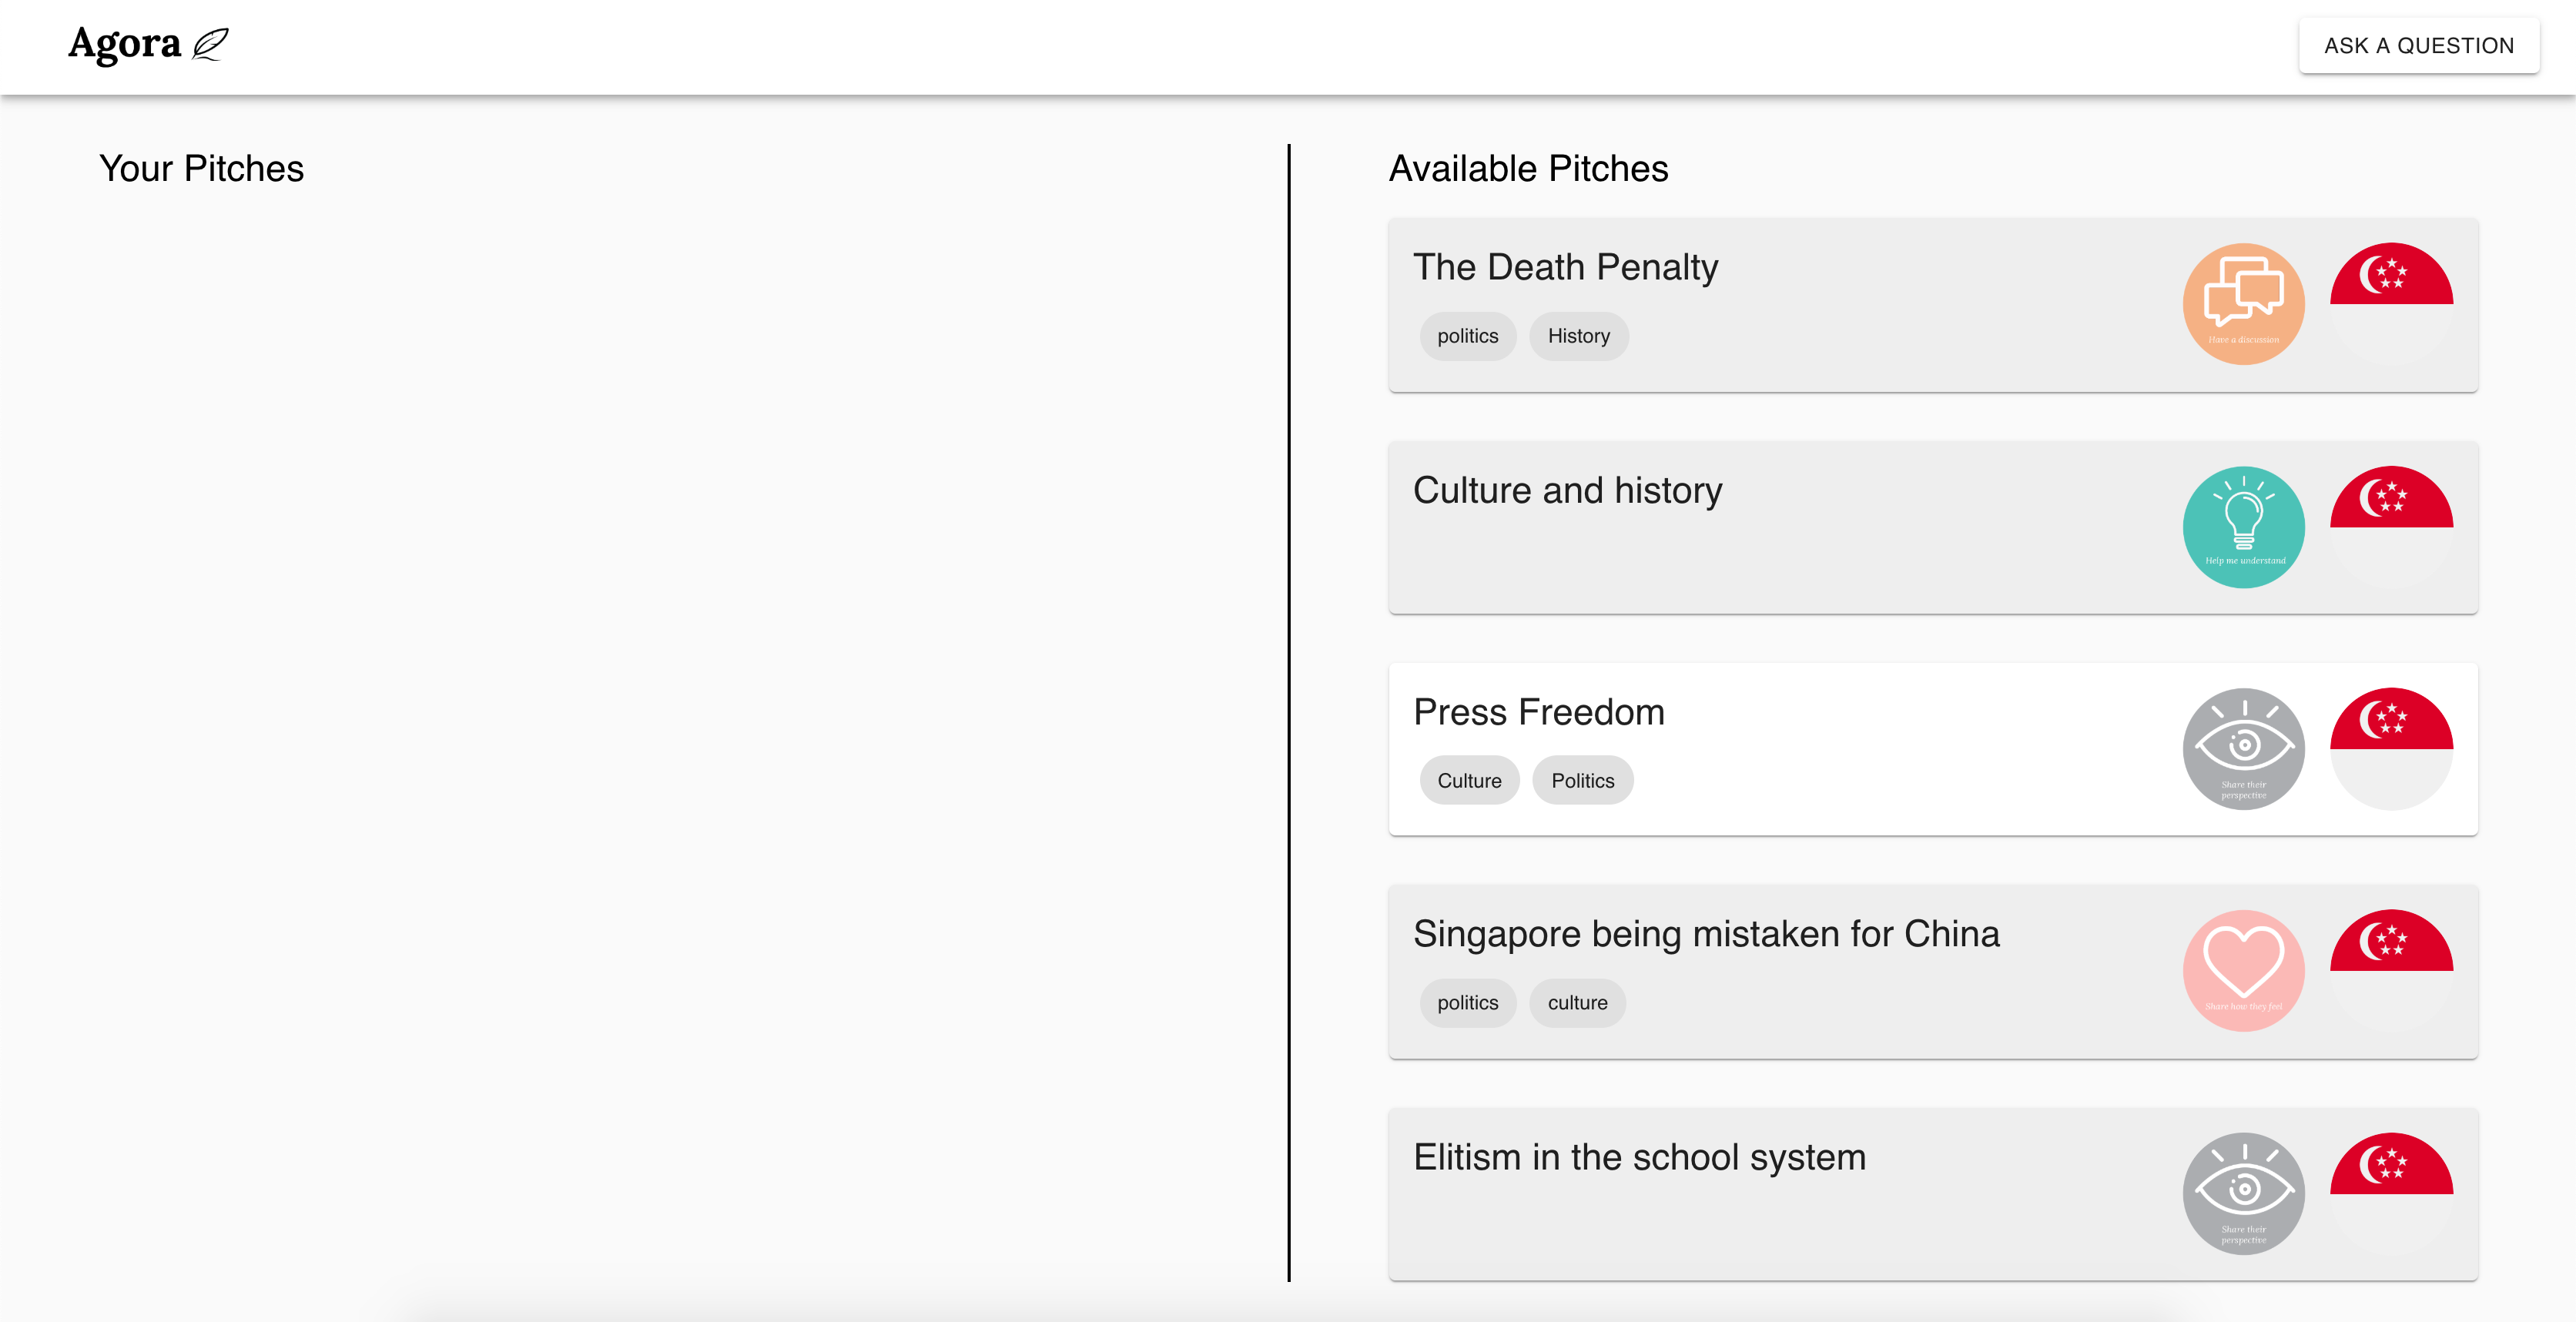 Agora
ASK A QUESTION
Your Pitches
Available Pitches
The Death Penalty
politics
History
Have a discussion
Culture and history
Help me understand
Press Freedom
Culture
Politics
Share their
perspective
Singapore being mistaken for China
politics
culture
Share how they feel
Elitism in the school system
Share their
perspective